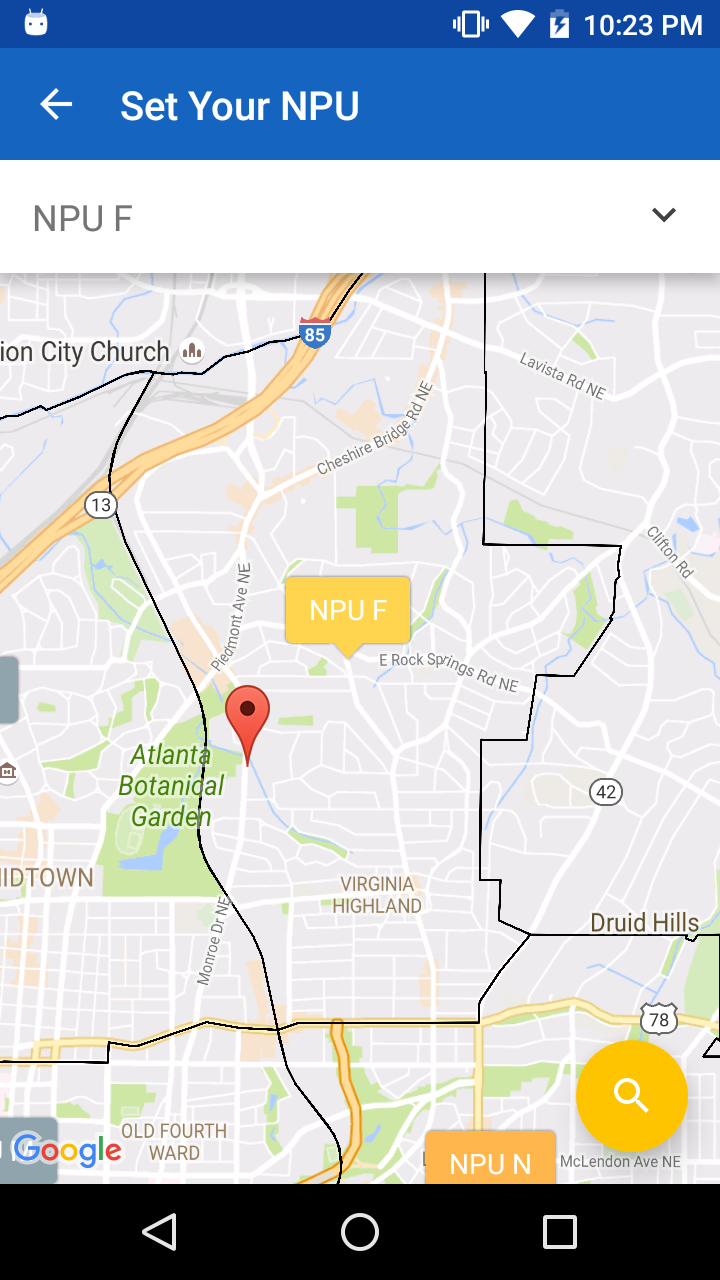 10:23 PM
Set Your NPU
NPU F
85
ion City Church
Lavista Rd NE
Cheshire Bridge Rd NE
13
Clifton Rd
Piedmont Ave NE
NPU F
E Rock Springs Rd NE
Atlanta
Botanical
Garden
42
IDTOWN
VIRGINIA
HIGHLAND
Druid Hills
Monroe Dr NE
78
OLD FOURTH
WARD
Google
NPU N
McLendon Ave NE